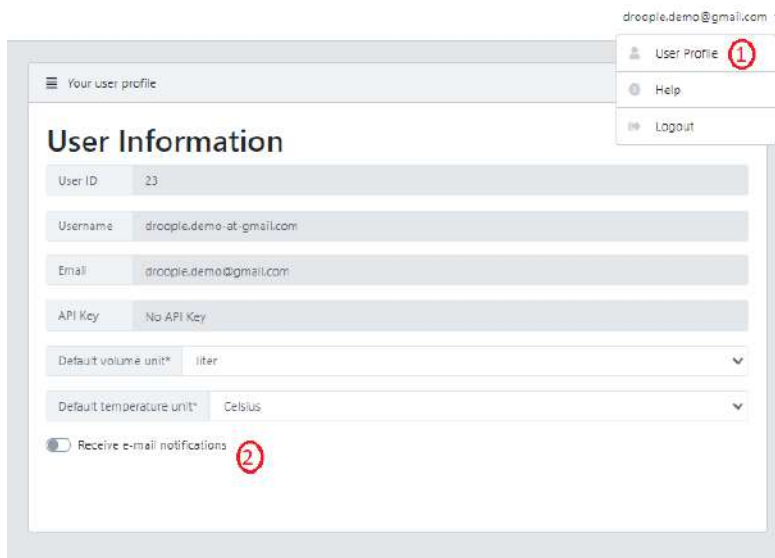 droople.demo@gmail.com
User Profile 1
Help
Logout
Your user profile
User Information
User ID 23
Username droople.demo-at-gmail.com
Email droople.demo@gmail.com
API Key No API Key
Default volume unit* liter
Default temperature unit* Celsius
Receive e-mail notifications 2